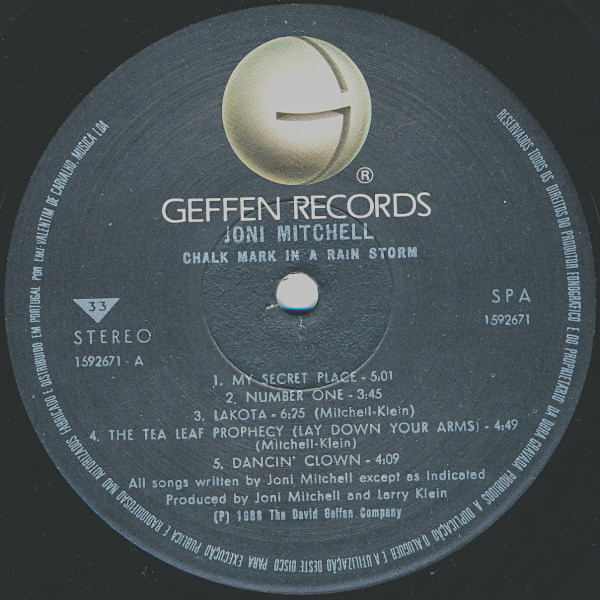 G
®
GEFFEN RECORDS
JONI MITCHELL
CHALK MARK IN A RAIN STORM
33
STEREO
1592671 - A
SPA
1592671
1. MY SECRET PLACE - 5:01
2. NUMBER ONE - 3:45
3. LAKOTA - 6:25 (Mitchell-Klein)
4. THE TEA LEAF PROPHECY (LAY DOWN YOUR ARMS) - 4:49
(Mitchell-Klein)
5. DANCIN' CLOWN - 4:09
All songs written by Joni Mitchell except as indicated
Produced by Joni Mitchell and Larry Klein
(P) 1988 The David Geffen Company
RESERVADOS TODOS OS DIREITOS DO PRODUTOR FONOGRÁFICO E DO PROPRIETÁRIO DA OBRA GRAVADA PROIBIDOS A DUPLICAÇÃO O ALUGUER E A UTILIZAÇÃO DESTE DISCO PARA EXECUÇÃO PÚBLICA E RADIODIFUSÃO NÃO AUTORIZADOS FABRICADO E DISTRIBUIDO EM PORTUGAL POR EMI-VALENTIM DE CARVALHO, MUSICA LDA